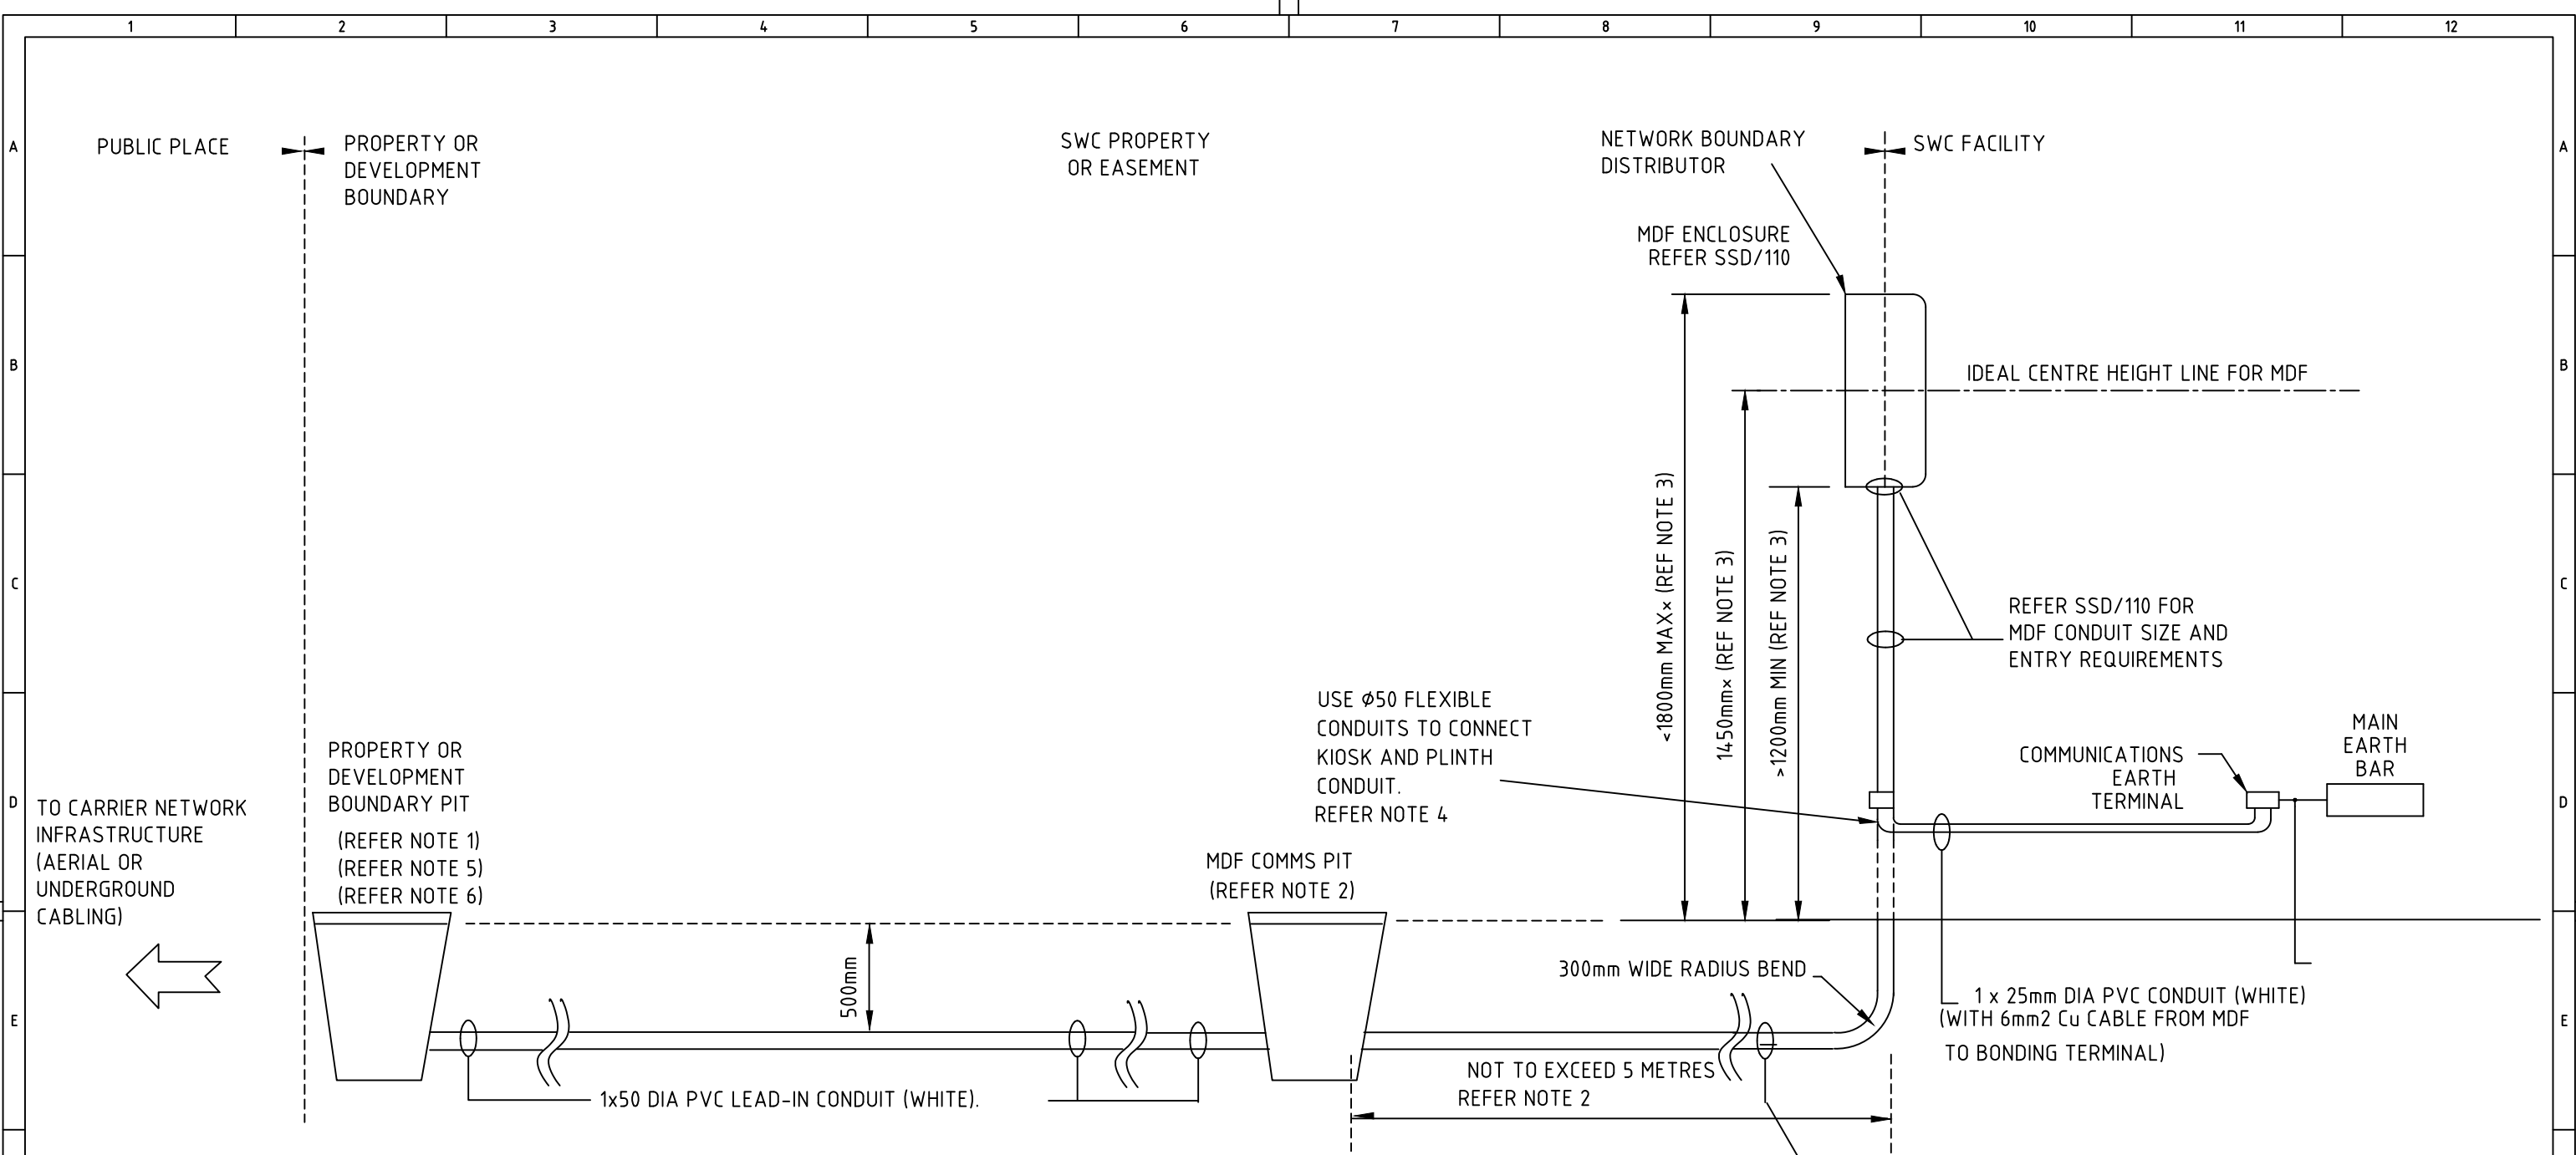 1 2 3 4 5 6 7 8 9 10 11 12
A
A
PUBLIC PLACE
PROPERTY OR
DEVELOPMENT
BOUNDARY
SWC PROPERTY
OR EASEMENT
NETWORK BOUNDARY
DISTRIBUTOR
SWC FACILITY
MDF ENCLOSURE
REFER SSD/110
B
B
IDEAL CENTRE HEIGHT LINE FOR MDF
<1800mm MAX× (REF NOTE 3)
1450mm× (REF NOTE 3)
>1200mm MIN (REF NOTE 3)
C
C
REFER SSD/110 FOR
MDF CONDUIT SIZE AND
ENTRY REQUIREMENTS
USE Ø50 FLEXIBLE
CONDUITS TO CONNECT
KIOSK AND PLINTH
CONDUIT.
REFER NOTE 4
MAIN
EARTH
BAR
COMMUNICATIONS
EARTH
TERMINAL
D
D
PROPERTY OR
DEVELOPMENT
BOUNDARY PIT
(REFER NOTE 1)
(REFER NOTE 5)
(REFER NOTE 6)
TO CARRIER NETWORK
INFRASTRUCTURE
(AERIAL OR
UNDERGROUND
CABLING)
MDF COMMS PIT
(REFER NOTE 2)
500mm
300mm WIDE RADIUS BEND
1 x 25mm DIA PVC CONDUIT (WHITE)
(WITH 6mm2 Cu CABLE FROM MDF
TO BONDING TERMINAL)
E
E
NOT TO EXCEED 5 METRES
REFER NOTE 2
1x50 DIA PVC LEAD-IN CONDUIT (WHITE).